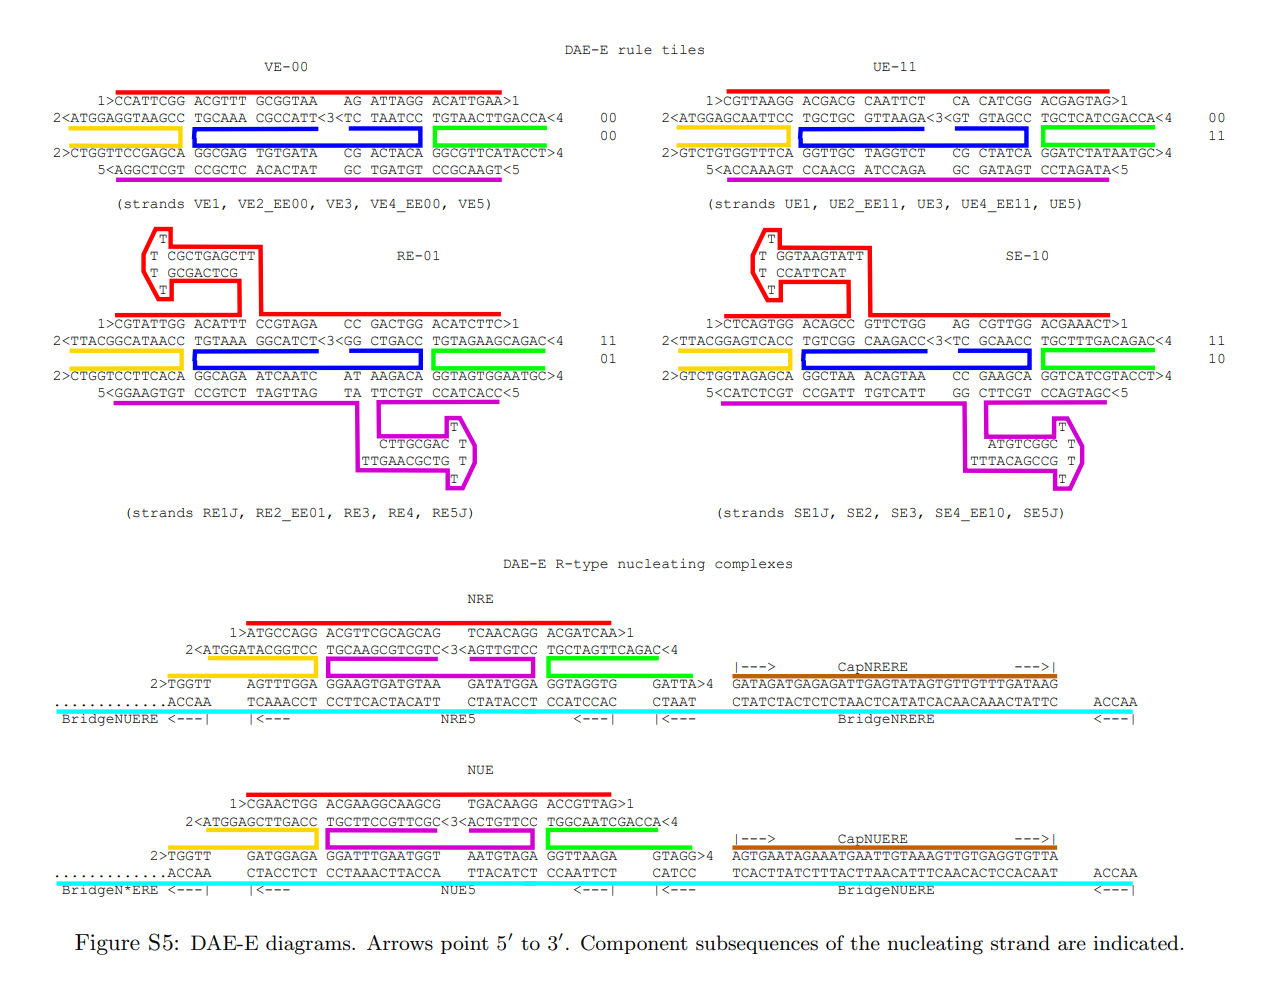 DAE-E rule tiles
VE-00 UE-11
1>CCATTCGG ACGTTT GCGGTAA AG ATTAGG ACATTGAA>1 1>CGTTAAGG ACGACG CAATTCT CA CATCGG ACGAGTAG>1
2<ATGGAGGTAAGCC TGCAAA CGCCATT<3<TC TAATCC TGTAACTTGACCA<4 00 2<ATGGAGCAATTCC TGCTGC GTTAAGA<3<GT GTAGCC TGCTCATCGACCA<4 00
00 11
2>CTGGTTCCGAGCA GGCGAG TGTGATA CG ACTACA GGCGTTCATACCT>4 2>GTCTGTGGTTTCA GGTTGC TAGGTCT CG CTATCA GGATCTATAATGC>4
5<AGGCTCGT CCGCTC ACACTAT GC TGATGT CCGCAAGT<5 5<ACCAAAGT CCAACG ATCCAGA GC GATAGT CCTAGATA<5
(strands VE1, VE2_EE00, VE3, VE4_EE00, VE5) (strands UE1, UE2_EE11, UE3, UE4_EE11, UE5)
T T
T CGCTGAGCTT RE-01 T GGTAAGTATT SE-10
T GCGACTCG T CCATTCAT
T T
1>CGTATTGG ACATTT CCGTAGA CC GACTGG ACATCTTC>1 1>CTCAGTGG ACAGCC GTTCTGG AG CGTTGG ACGAAACT>1
2<TTACGGCATAACC TGTAAA GGCATCT<3<GG CTGACC TGTAGAAGCAGAC<4 11 2<TTACGGAGTCACC TGTCGG CAAGACC<3<TC GCAACC TGCTTTGACAGAC<4 11
01 10
2>CTGGTCCTTCACA GGCAGA ATCAATC AT AAGACA GGTAGTGGAATGC>4 2>GTCTGGTAGAGCA GGCTAA ACAGTAA CC GAAGCA GGTCATCGTACCT>4
5<GGAAGTGT CCGTCT TAGTTAG TA TTCTGT CCATCACC<5 5<CATCTCGT CCGATT TGTCATT GG CTTCGT CCAGTAGC<5
T T
CTTGCGAC T ATGTCGGC T
TTGAACGCTG T TTTACAGCCG T
T T
(strands RE1J, RE2_EE01, RE3, RE4, RE5J) (strands SE1J, SE2, SE3, SE4_EE10, SE5J)
DAE-E R-type nucleating complexes
NRE
1>ATGCCAGG ACGTTCGCAGCAG TCAACAGG ACGATCAA>1
2<ATGGATACGGTCC TGCAAGCGTCGTC<3<AGTTGTCC TGCTAGTTCAGAC<4
|---> CapNRERE --->|
2>TGGTT AGTTTGGA GGAAGTGATGTAA GATATGGA GGTAGGTG GATTA>4 GATAGATGAGAGATTGAGTATAGTGTTGTTTGATAAG
.............ACCAA TCAAACCT CCTTCACTACATT CTATACCT CCATCCAC CTAAT CTATCTACTCTCTAACTCATATCACAACAAACTATTC ACCAA
BridgeNUERE <---| |<--- NRE5 <---| |<--- BridgeNRERE <---|
NUE
1>CGAACTGG ACGAAGGCAAGCG TGACAAGG ACCGTTAG>1
2<ATGGAGCTTGACC TGCTTCCGTTCGC<3<ACTGTTCC TGGCAATCGACCA<4
|---> CapNUERE --->|
2>TGGTT GATGGAGA GGATTTGAATGGT AATGTAGA GGTTAAGA GTAGG>4 AGTGAATAGAAATGAATTGTAAAGTTGTGAGGTGTTA
.............ACCAA CTACCTCT CCTAAACTTACCA TTACATCT CCAATTCT CATCC TCACTTATCTTTACTTAACATTTCAACACTCCACAAT ACCAA
BridgeN*ERE <---| |<--- NUE5 <---| |<--- BridgeNUERE <---|
Figure S5: DAE-E diagrams. Arrows point 5′ to 3′. Component subsequences of the nucleating strand are indicated.